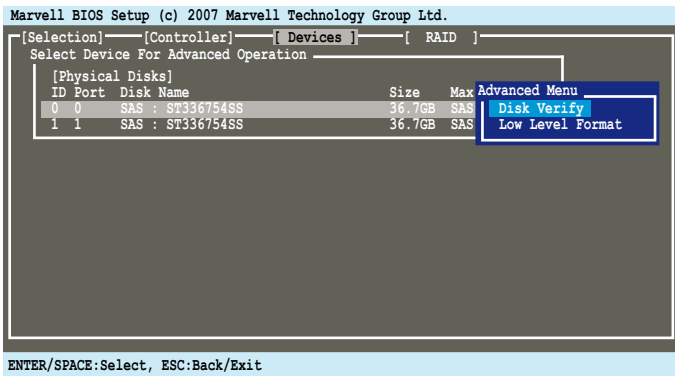 Marvell BIOS Setup (c) 2007 Marvell Technology Group Ltd.
[Selection] [Controller] [ Devices ] [ RAID ]
Select Device For Advanced Operation
[Physical Disks]
ID Port Disk Name Size Max
0 0 SAS : ST336754SS 36.7GB SAS
1 1 SAS : ST336754SS 36.7GB SAS
Advanced Menu
Disk Verify
Low Level Format
ENTER/SPACE:Select, ESC:Back/Exit